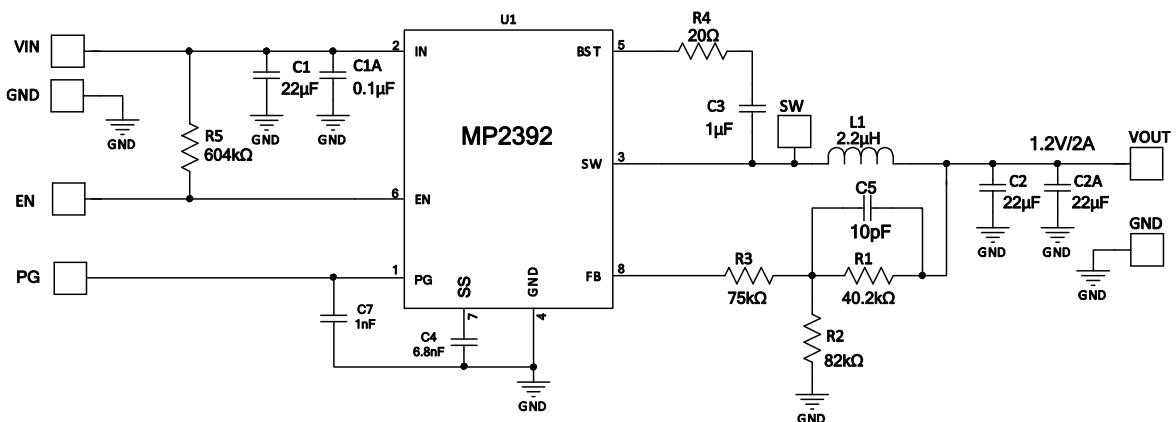 U1
VIN
2
IN
BST
5
R4
20Ω
C1
22µF
C1A
0.1µF
GND
GND
GND
GND
R5
604kΩ
MP2392
C3
1µF
SW
L1
2.2µH
1.2V/2A
VOUT
SW
3
C2
22µF
C2A
22µF
GND
GND
EN
6
EN
C5
10pF
GND
GND
PG
1
PG
SS
GND
FB
8
R3
75kΩ
R1
40.2kΩ
C7
1nF
7
4
C4
6.8nF
R2
82kΩ
GND
GND